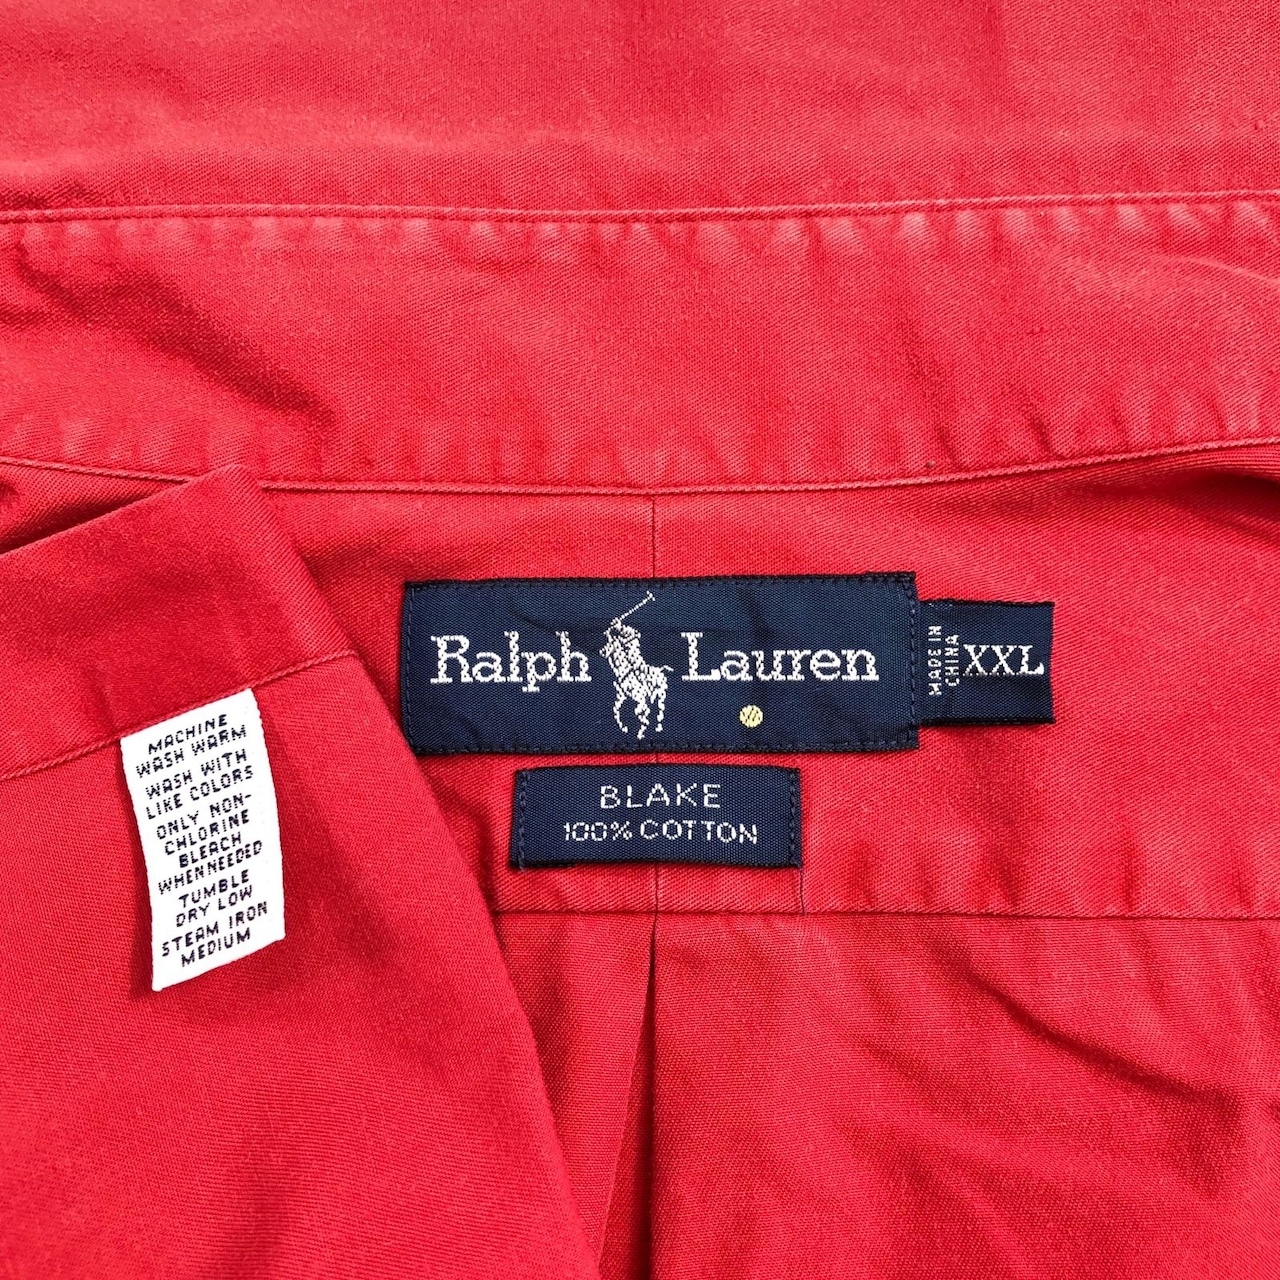 Ralph Lauren
MADE IN
CHINA
XXL
BLAKE
100% COTTON
MACHINE
WASH WARM
WASH WITH
LIKE COLORS
ONLY NON-
CHLORINE
BLEACH
WHEN NEEDED
TUMBLE
DRY LOW
STEAM IRON
MEDIUM